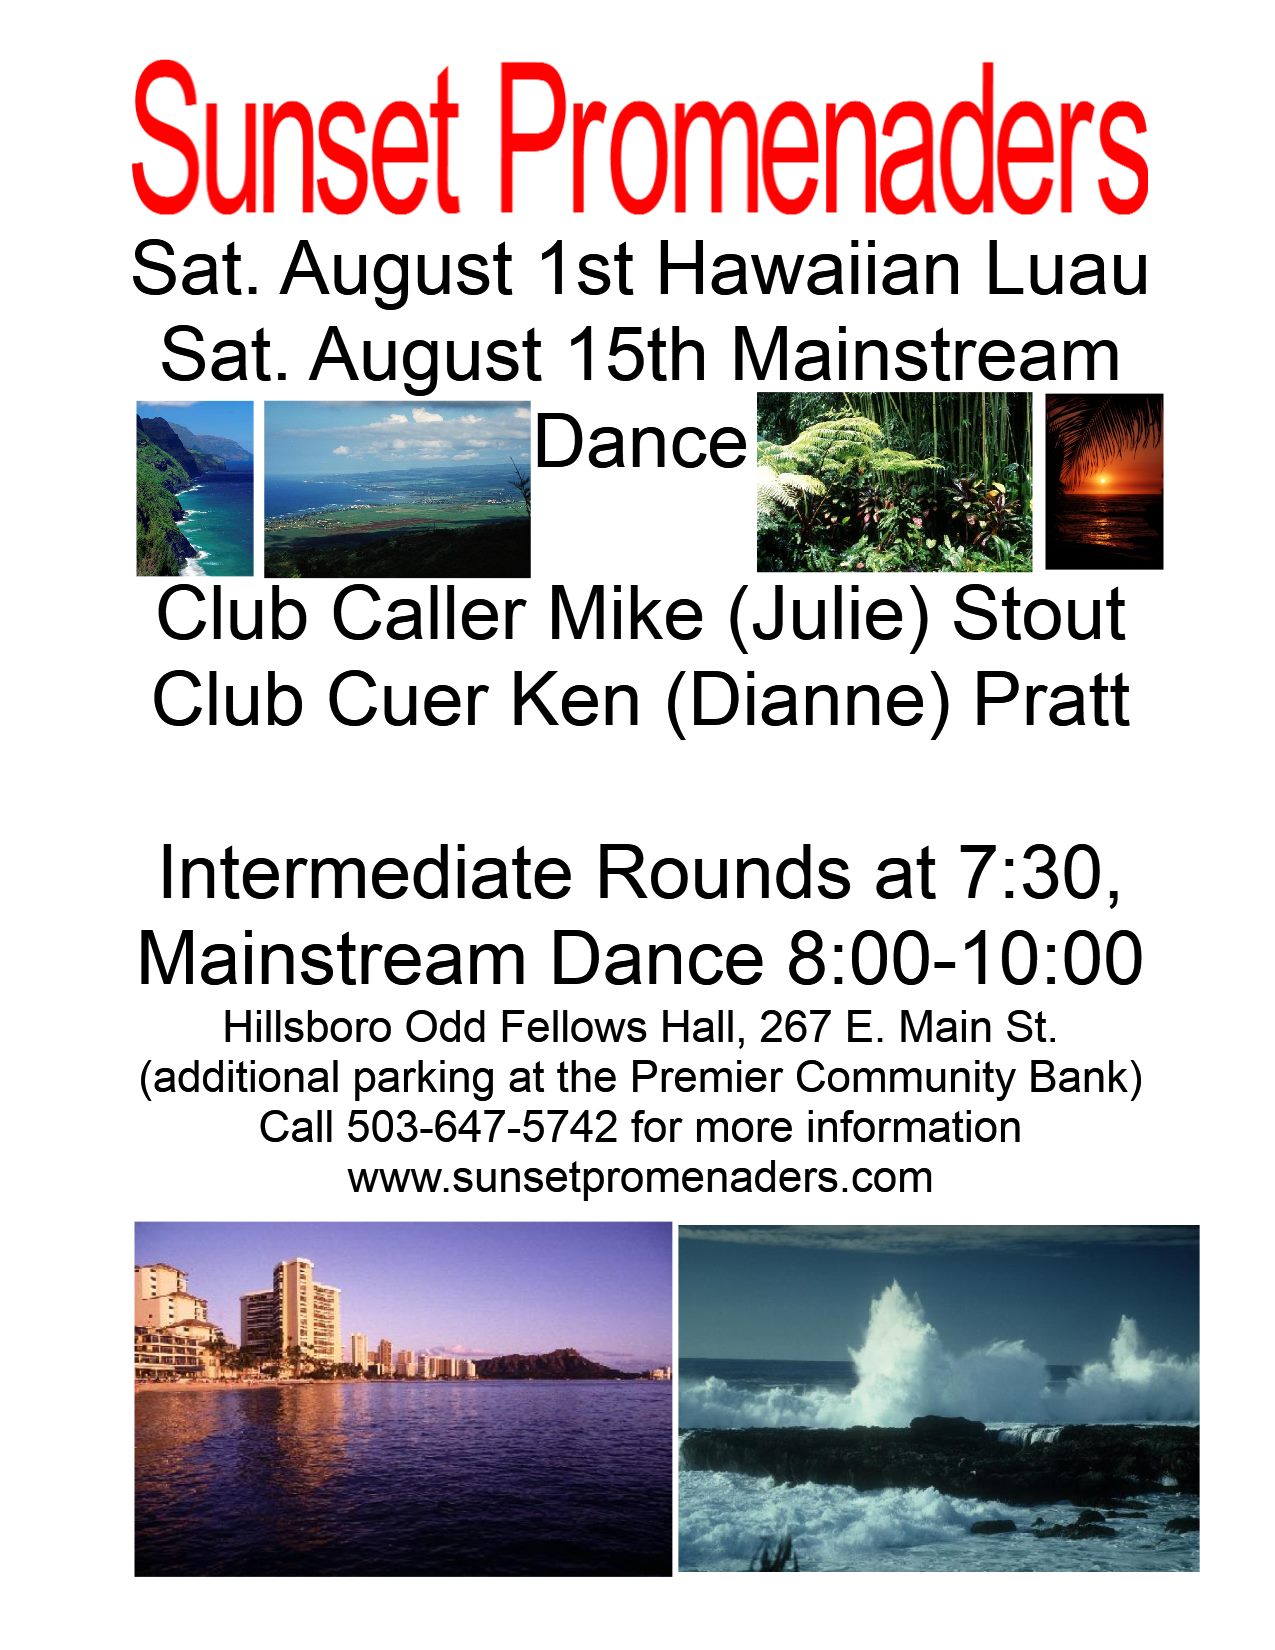 Sunset Promenaders
Sat. August 1st Hawaiian Luau
Sat. August 15th Mainstream
Dance
Club Caller Mike (Julie) Stout
Club Cuer Ken (Dianne) Pratt
Intermediate Rounds at 7:30,
Mainstream Dance 8:00-10:00
Hillsboro Odd Fellows Hall, 267 E. Main St.
(additional parking at the Premier Community Bank)
Call 503-647-5742 for more information
www.sunsetpromenaders.com